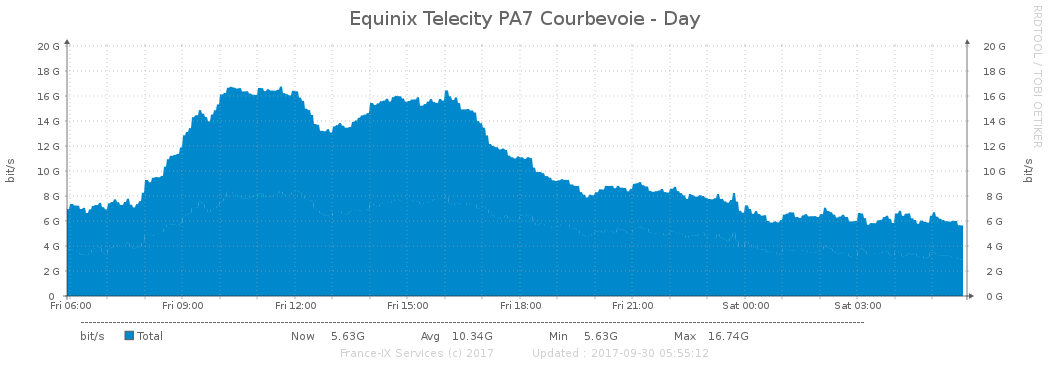 Equinix Telecity PA7 Courbevoie - Day
RRDTOOL / TOBI OETIKER
20 G 20 G
18 G 18 G
16 G 16 G
14 G 14 G
12 G 12 G
10 G 10 G
8 G 8 G
6 G 6 G
4 G 4 G
2 G 2 G
0 0 G
bit/s bit/s
Fri 06:00 Fri 09:00 Fri 12:00 Fri 15:00 Fri 18:00 Fri 21:00 Sat 00:00 Sat 03:00
bit/s Total Now 5.63G Avg 10.34G Min 5.63G Max 16.74G
France-IX Services (c) 2017 Updated : 2017-09-30 05:55:12